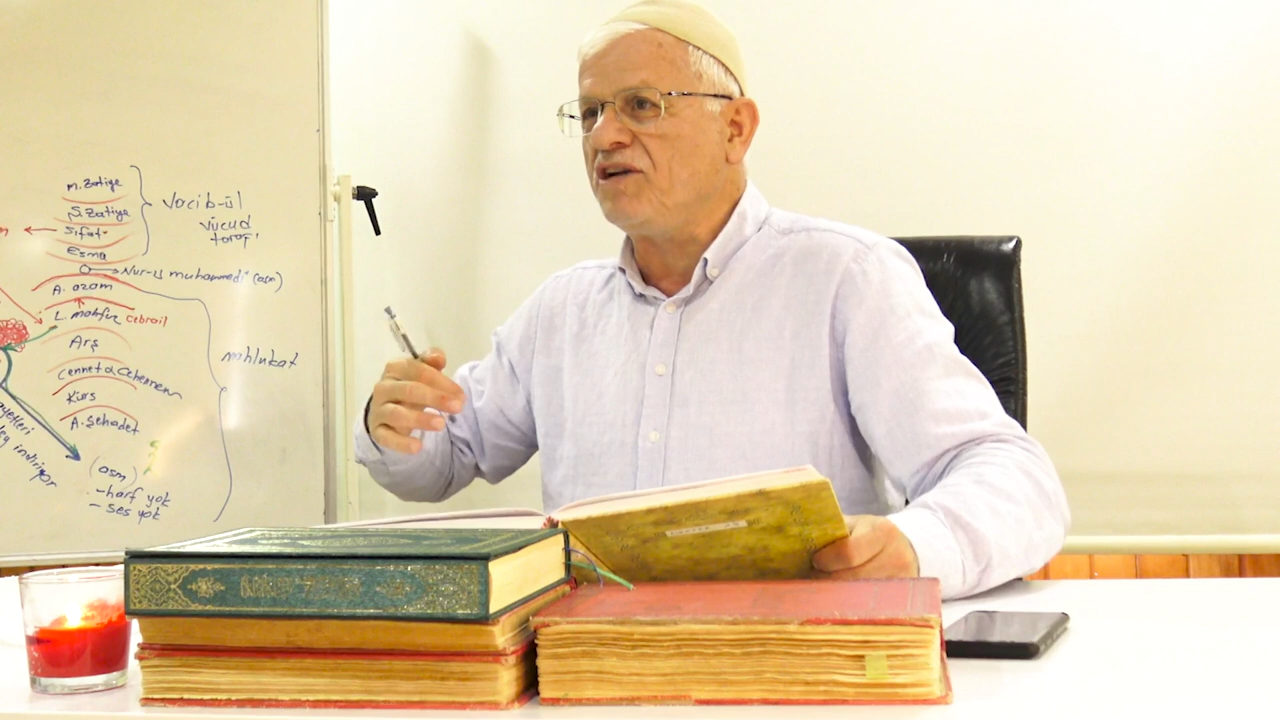 m. Zatiye
Ş. Zatiye
Sıfat
Esma
Vacib-ül
vücud
taraf
Nur-u muhammedi (asm)
A. azam
L. mahfuz Cebrail
Arş
Cennet & Cehennem
Kürs
A. Şehadet
mahlukat
ayetleri
indiriyor
(asm)
- harf yok
- ses yok